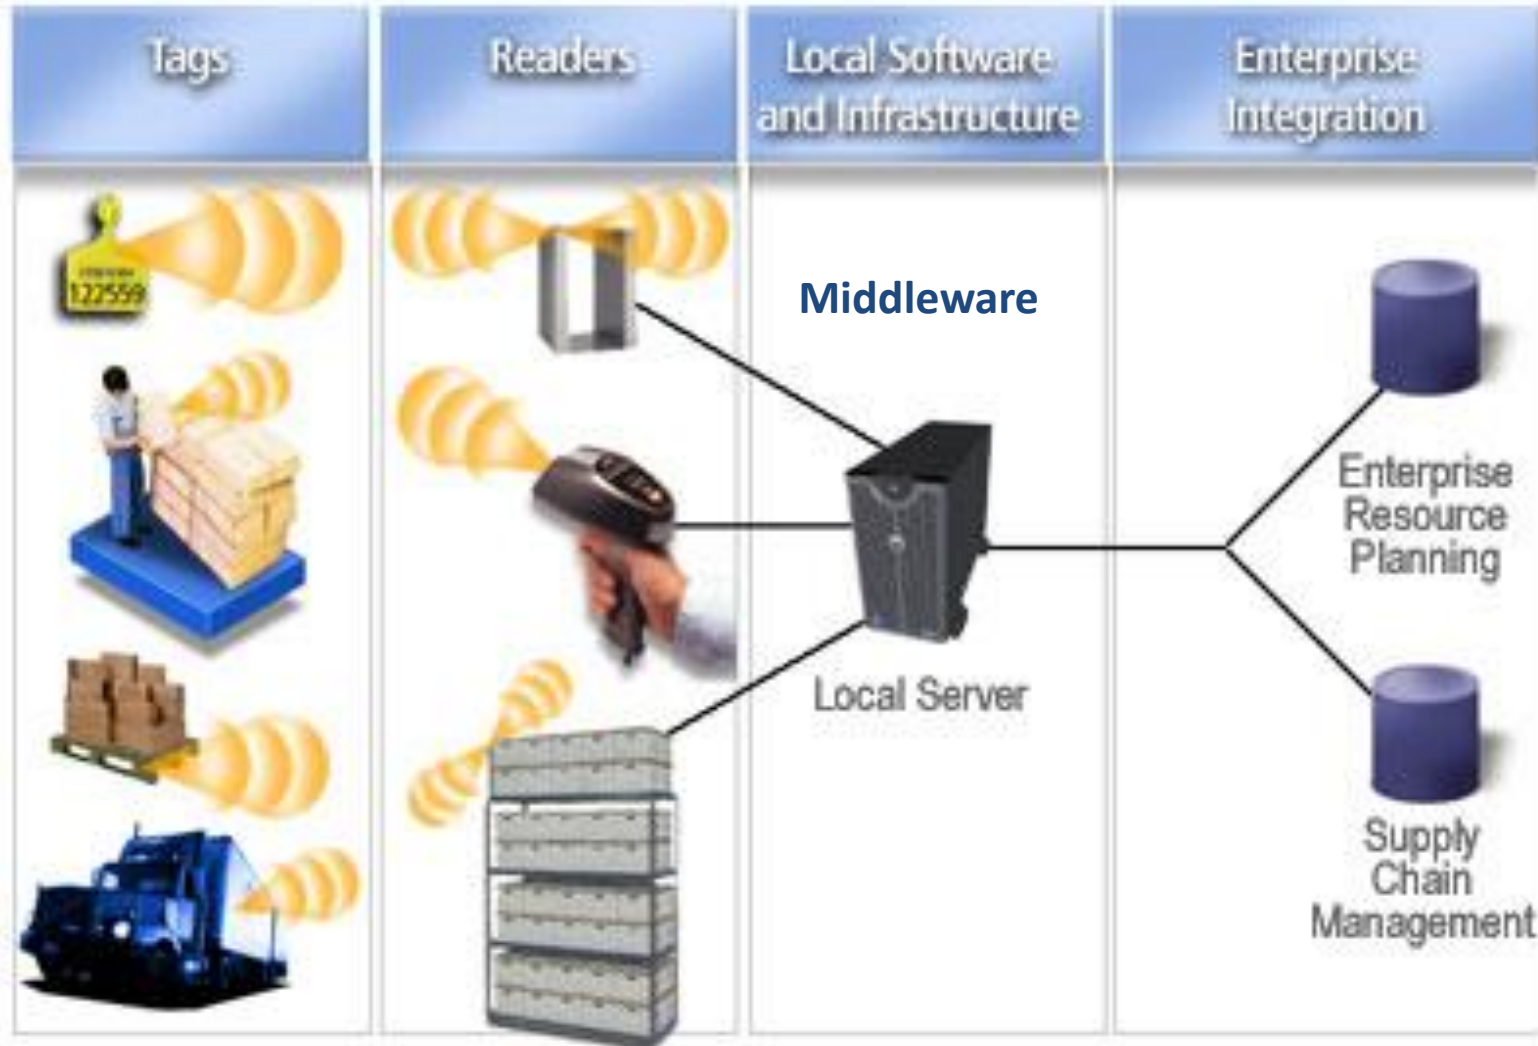 Tags
Readers
Local Software
and Infrastructure
Enterprise
Integration
122559
Middleware
Local Server
Enterprise
Resource
Planning
Supply
Chain
Management